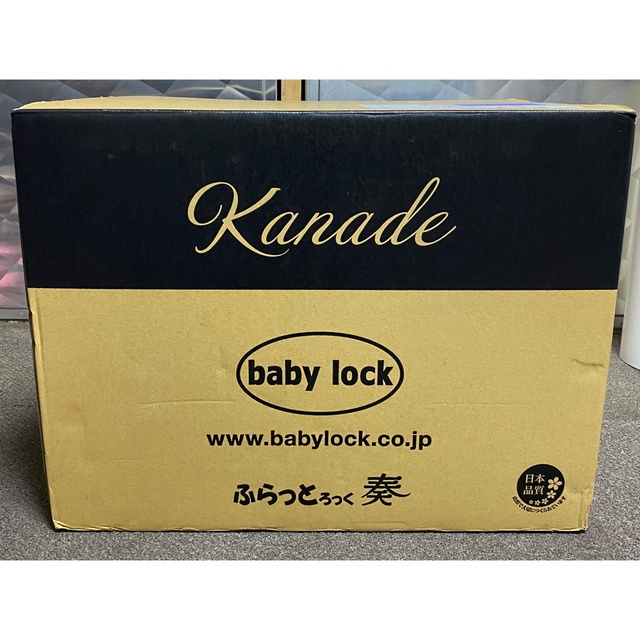 Kanade
baby lock
www.babylock.co.jp
ふらっとろっく 奏
日本
品質